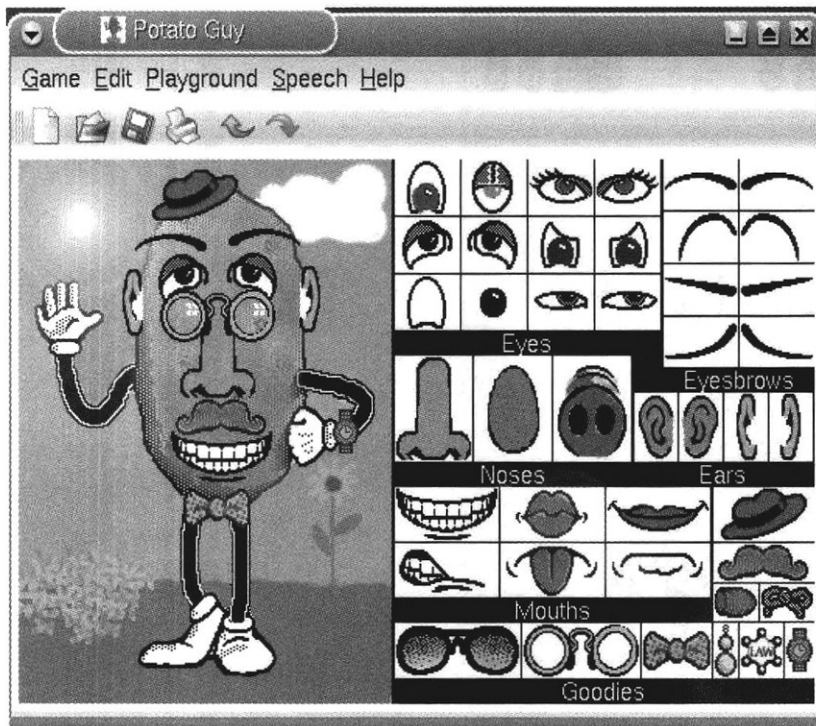 Potato Guy
Game Edit Playground Speech Help
Eyes
Eyesbrows
Noses
Ears
Mouths
LAW
Goodies